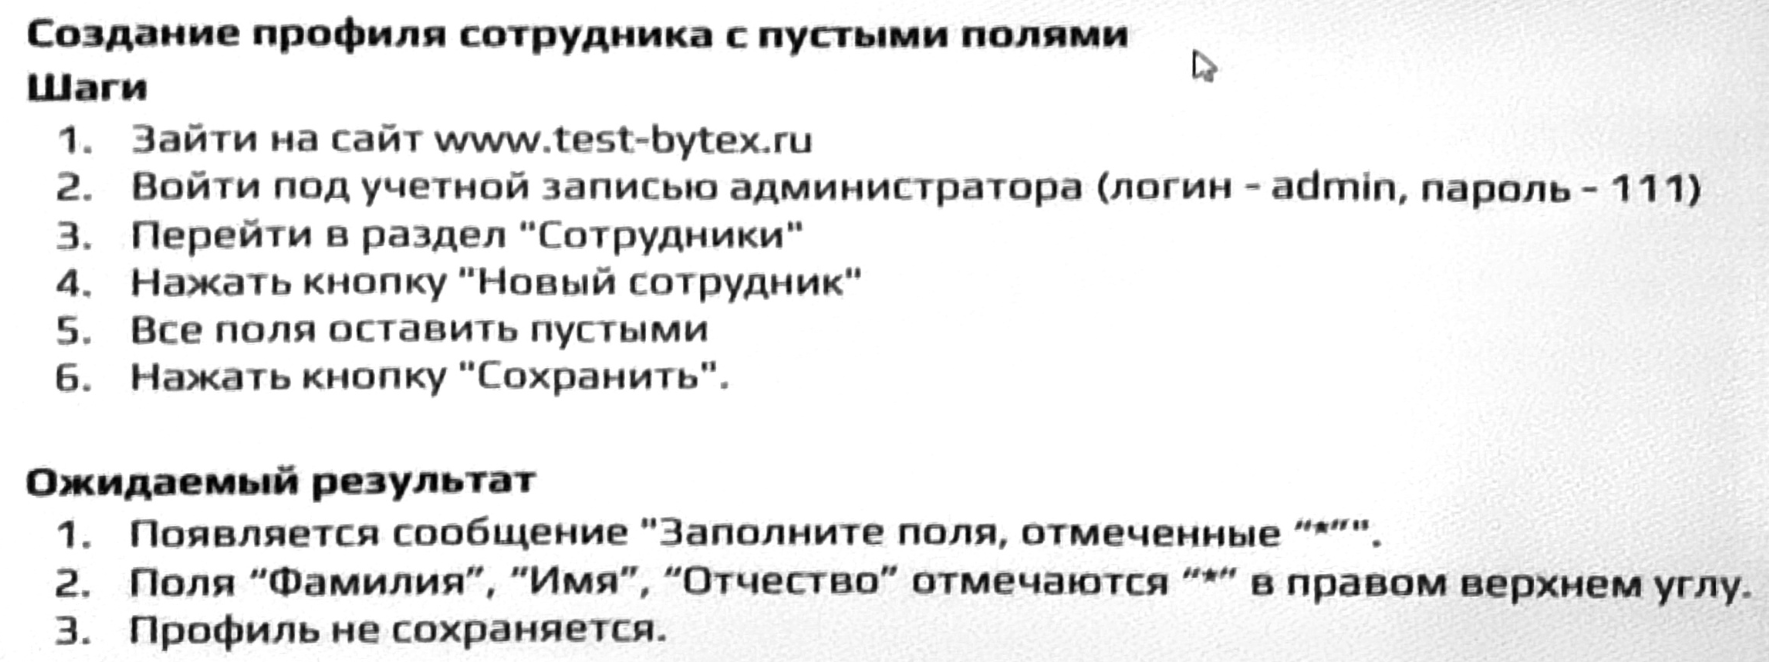 Создание профиля сотрудника с пустыми полями
Шаги
1. Зайти на сайт www.test-bytex.ru
2. Войти под учетной записью администратора (логин - admin, пароль - 111)
3. Перейти в раздел "Сотрудники"
4. Нажать кнопку "Новый сотрудник"
5. Все поля оставить пустыми
6. Нажать кнопку "Сохранить".
Ожидаемый результат
1. Появляется сообщение "Заполните поля, отмеченные “*”".
2. Поля “Фамилия”, “Имя”, “Отчество” отмечаются “*“ в правом верхнем углу.
3. Профиль не сохраняется.